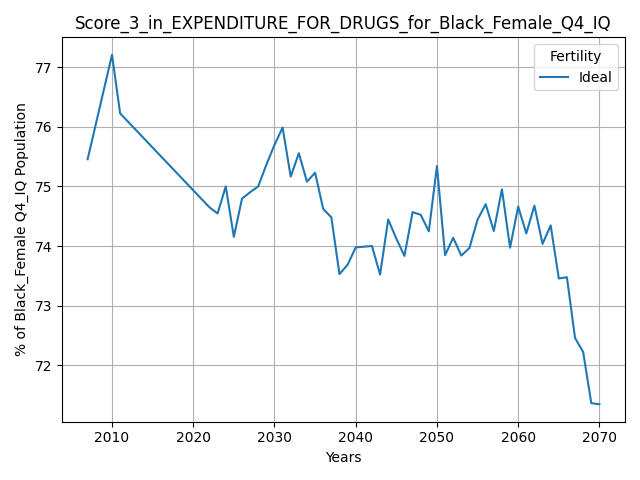 Score_3_in_EXPENDITURE_FOR_DRUGS_for_Black_Female_Q4_IQ
Fertility
Ideal
% of Black_Female Q4_IQ Population
77
76
75
74
73
72
2010 2020 2030 2040 2050 2060 2070
Years